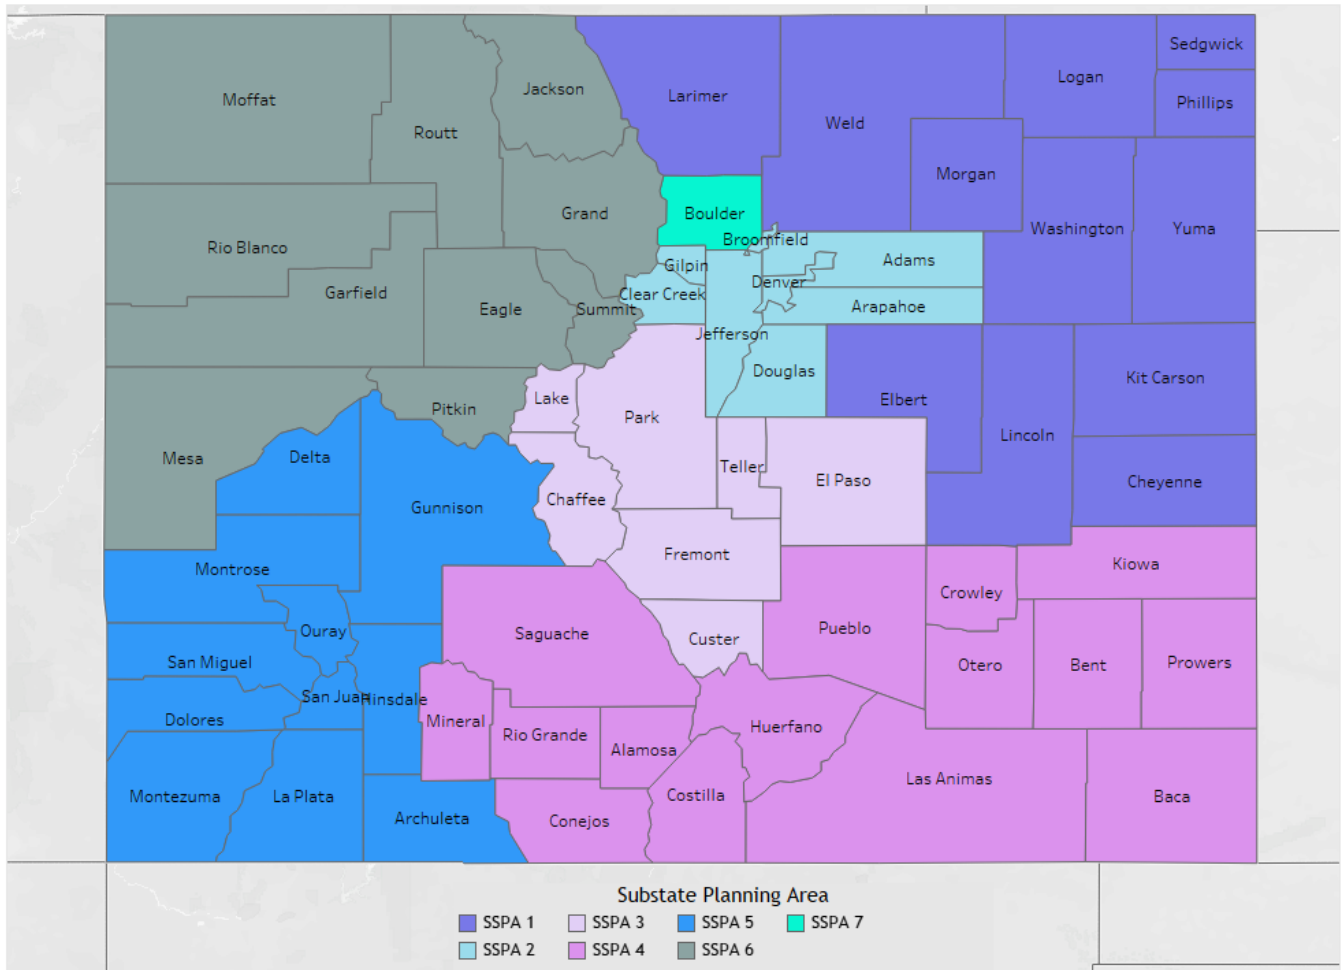 Sedgwick
Logan
Moffat
Jackson
Larimer
Phillips
Weld
Routt
Morgan
Grand
Boulder
Washington
Yuma
Rio Blanco
Broomfield
Gilpin
Adams
Denver
Garfield
Clear Creek
Eagle
Summit
Arapahoe
Jefferson
Douglas
Kit Carson
Lake
Elbert
Pitkin
Park
Lincoln
Mesa
Delta
Teller
El Paso
Cheyenne
Chaffee
Gunnison
Fremont
Kiowa
Montrose
Crowley
Ouray
Saguache
Custer
Pueblo
San Miguel
Otero
Bent
Prowers
San Juan
Hinsdale
Dolores
Mineral
Rio Grande
Huerfano
Alamosa
Las Animas
Montezuma
La Plata
Costilla
Baca
Archuleta
Conejos
Substate Planning Area
SSPA 1
SSPA 3
SSPA 5
SSPA 7
SSPA 2
SSPA 4
SSPA 6